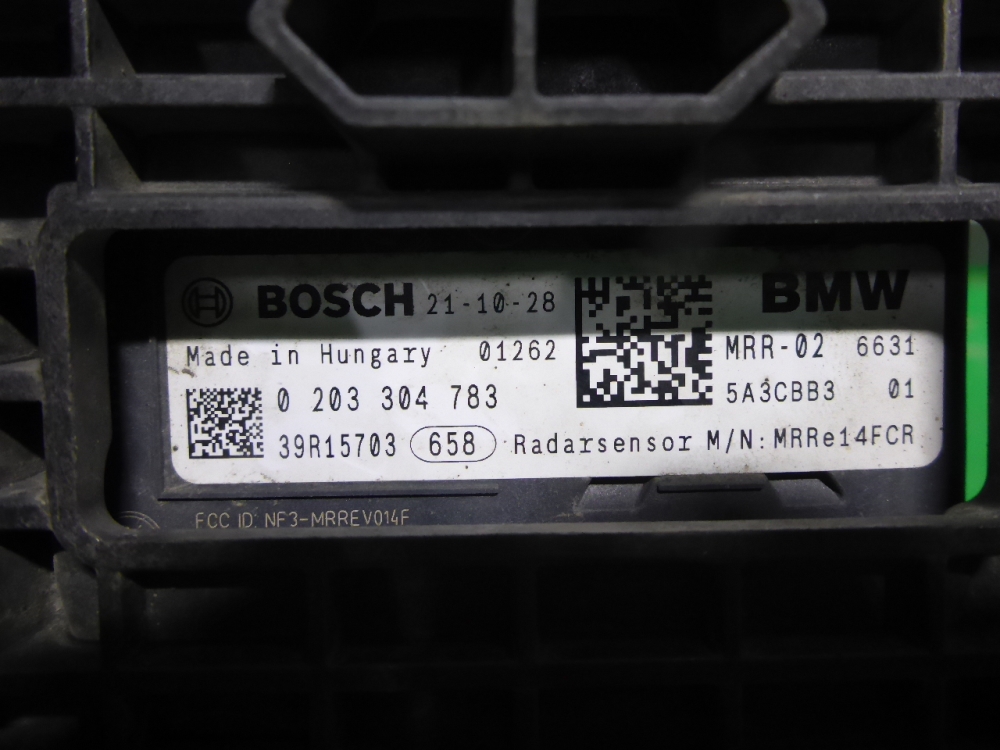 BOSCH 21-10-28
Made in Hungary 01262
0 203 304 783
39R15703 658 Radarsensor M/N: MRRe14FCR
BMW
MRR-02 6631
5A3CBB3 01
FCC ID NF3-MRREVO14F